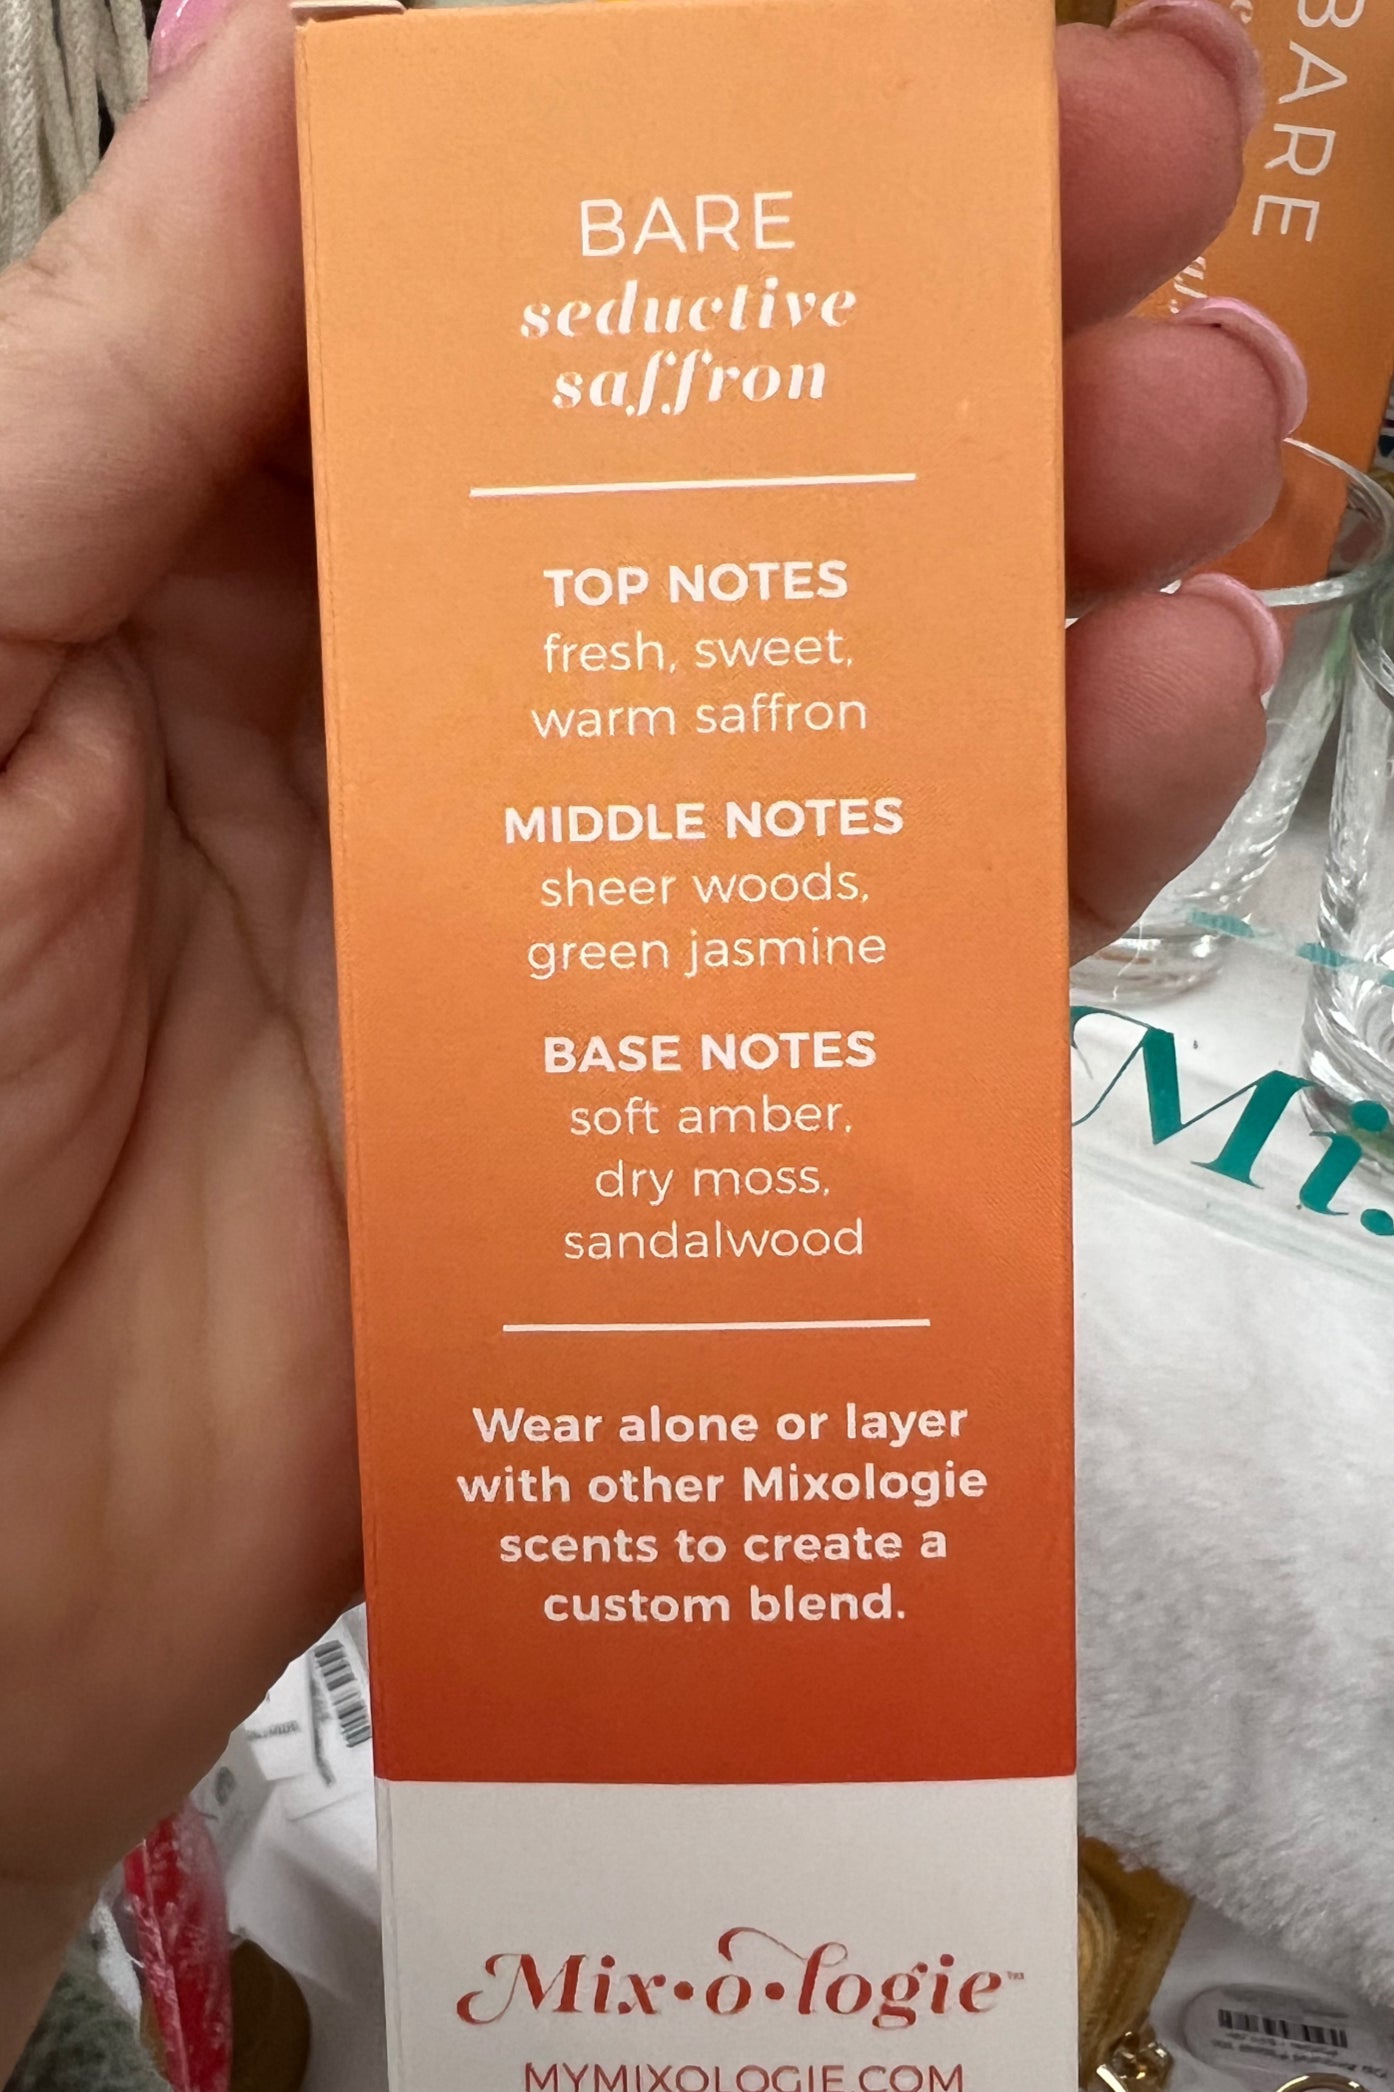 BARE
seductive
saffron
TOP NOTES
fresh, sweet,
warm saffron
MIDDLE NOTES
sheer woods,
green jasmine
BASE NOTES
soft amber,
dry moss,
sandalwood
Wear alone or layer
with other Mixologie
scents to create a
custom blend.
Mix•o•logie™
MYMIXOLOGIE.COM
BARE
Mi